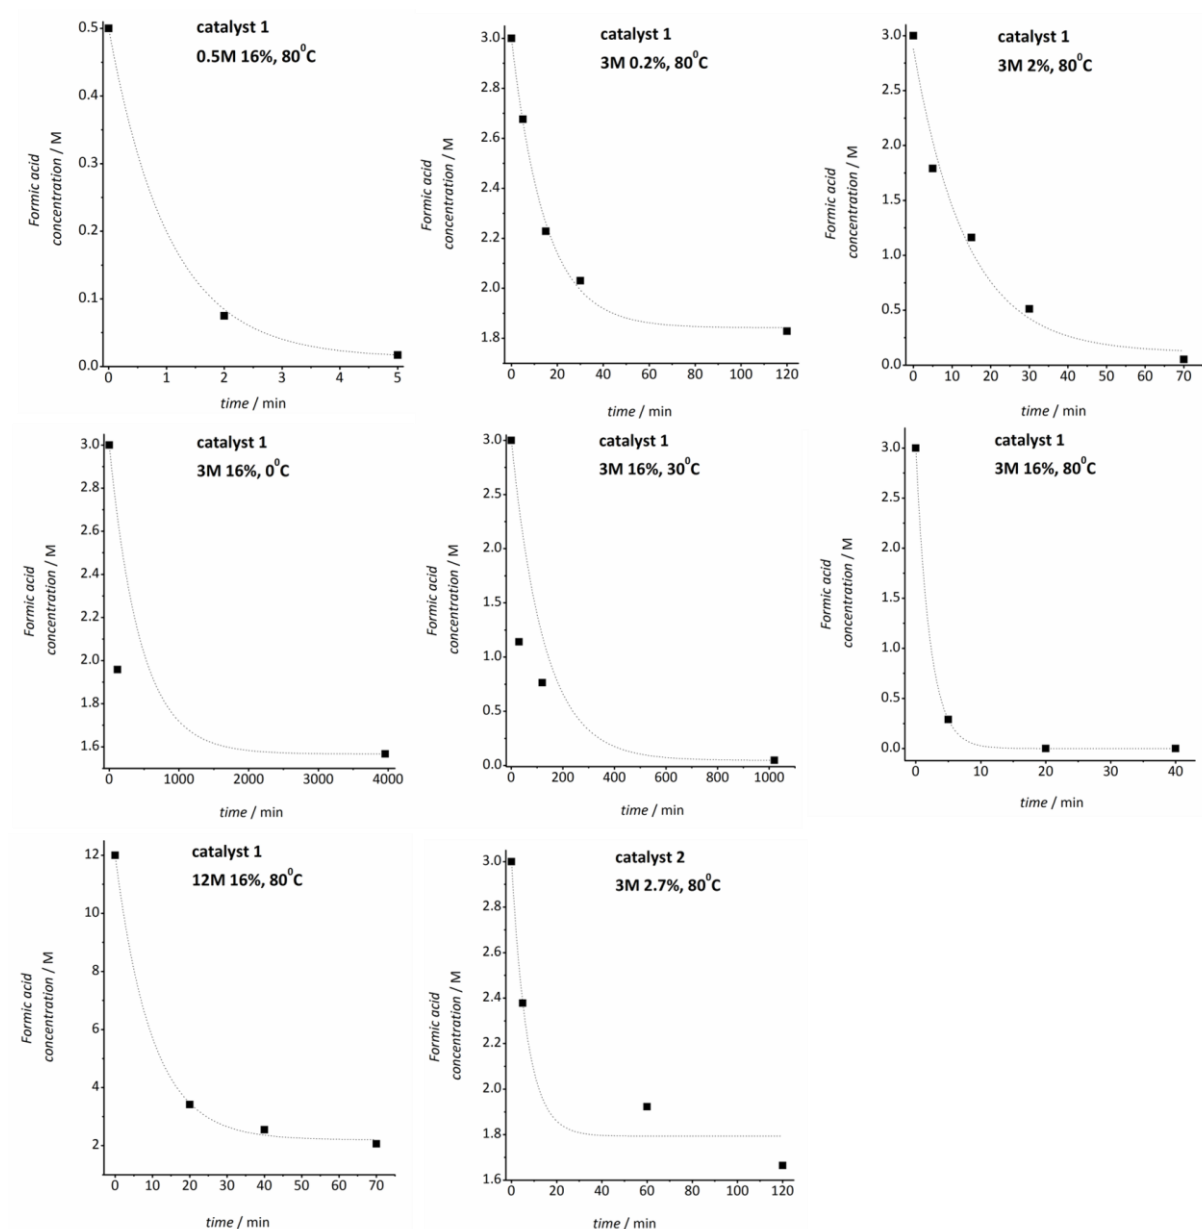 catalyst 1
0.5M 16%, 80⁰C
Formic acid
concentration / M
0.5
0.4
0.3
0.2
0.1
0.0
0 1 2 3 4 5
time / min
catalyst 1
3M 0.2%, 80⁰C
Formic acid
concentration / M
3.0
2.8
2.6
2.4
2.2
2.0
1.8
0 20 40 60 80 100 120
time / min
catalyst 1
3M 2%, 80⁰C
Formic acid
concentration / M
3.0
2.5
2.0
1.5
1.0
0.5
0.0
0 10 20 30 40 50 60 70
time / min
catalyst 1
3M 16%, 0⁰C
Formic acid
concentration / M
3.0
2.8
2.6
2.4
2.2
2.0
1.8
1.6
0 1000 2000 3000 4000
time / min
catalyst 1
3M 16%, 30⁰C
Formic acid
concentration / M
3.0
2.5
2.0
1.5
1.0
0.5
0.0
0 200 400 600 800 1000
time / min
catalyst 1
3M 16%, 80⁰C
Formic acid
concentration / M
3.0
2.5
2.0
1.5
1.0
0.5
0.0
0 10 20 30 40
time / min
catalyst 1
12M 16%, 80⁰C
Formic acid
concentration / M
12
10
8
6
4
2
0 10 20 30 40 50 60 70
time / min
catalyst 2
3M 2.7%, 80⁰C
Formic acid
concentration / M
3.0
2.8
2.6
2.4
2.2
2.0
1.8
1.6
0 20 40 60 80 100 120
time / min